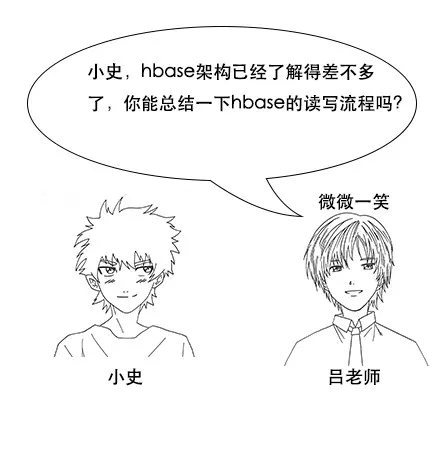 小史，hbase架构已经了解得差不多
了，你能总结一下hbase的读写流程吗?
微微一笑
小史
吕老师